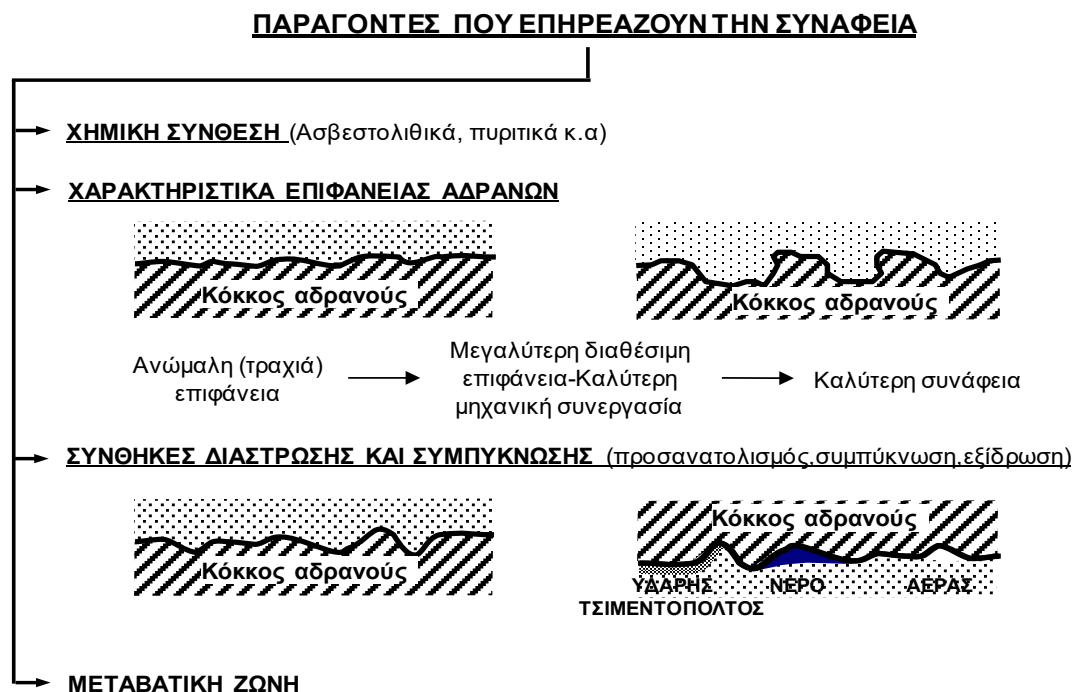 ΠΑΡΑΓΟΝΤΕΣ ΠΟΥ ΕΠΗΡΕΑΖΟΥΝ ΤΗΝ ΣΥΝΑΦΕΙΑ
ΧΗΜΙΚΗ ΣΥΝΘΕΣΗ (Ασβεστολιθικά, πυριτικά κ.α)
ΧΑΡΑΚΤΗΡΙΣΤΙΚΑ ΕΠΙΦΑΝΕΙΑΣ ΑΔΡΑΝΩΝ
Κόκκος αδρανούς
Κόκκος αδρανούς
Ανώμαλη (τραχιά)
επιφάνεια
Μεγαλύτερη διαθέσιμη
επιφάνεια-Καλύτερη
μηχανική συνεργασία
Καλύτερη συνάφεια
ΣΥΝΘΗΚΕΣ ΔΙΑΣΤΡΩΣΗΣ ΚΑΙ ΣΥΜΠΥΚΝΩΣΗΣ (προσανατολισμός,συμπύκνωση,εξίδρωση)
Κόκκος αδρανούς
Κόκκος αδρανούς
ΥΔΑΡΗΣ
ΤΣΙΜΕΝΤΟΠΟΛΤΟΣ
ΝΕΡΟ
ΑΕΡΑΣ
ΜΕΤΑΒΑΤΙΚΗ ΖΩΝΗ